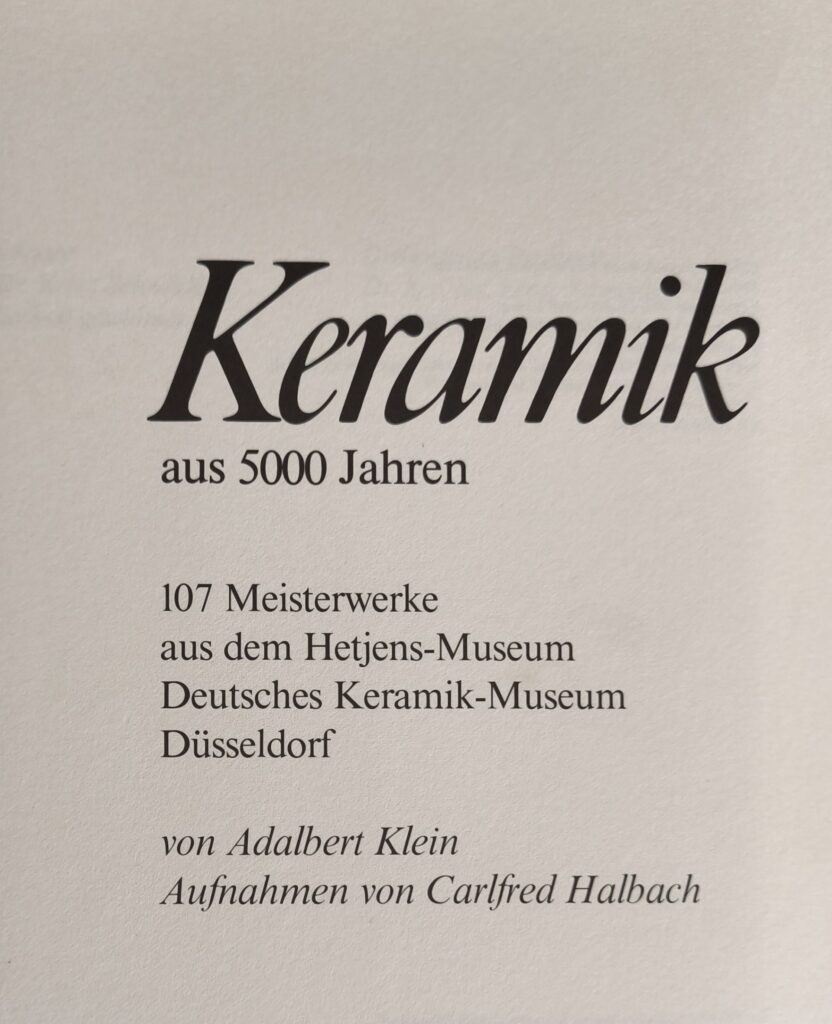 Keramik
aus 5000 Jahren
107 Meisterwerke
aus dem Hetjens-Museum
Deutsches Keramik-Museum
Düsseldorf
von Adalbert Klein
Aufnahmen von Carlfred Halbach